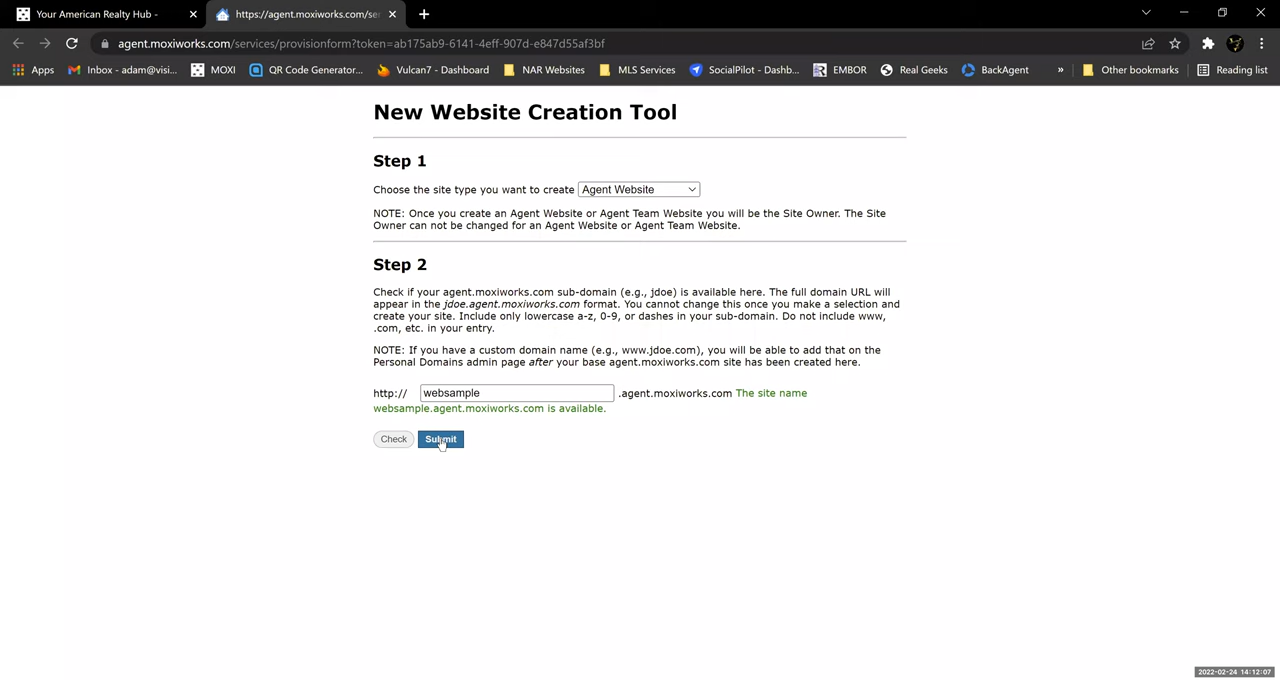 Your American Realty Hub -
https://agent.moxiworks.com/se
agent.moxiworks.com/services/provisionform?token=ab175ab9-6141-4eff-907d-e847d55af3bf
Apps
Inbox - adam@visi...
MOXI
QR Code Generator...
Vulcan7 - Dashboard
NAR Websites
MLS Services
SocialPilot - Dashb...
EMBOR
Real Geeks
BackAgent
»
Other bookmarks
Reading list
New Website Creation Tool
Step 1
Choose the site type you want to create Agent Website
NOTE: Once you create an Agent Website or Agent Team Website you will be the Site Owner. The Site
Owner can not be changed for an Agent Website or Agent Team Website.
Step 2
Check if your agent.moxiworks.com sub-domain (e.g., jdoe) is available here. The full domain URL will
appear in the jdoe.agent.moxiworks.com format. You cannot change this once you make a selection and
create your site. Include only lowercase a-z, 0-9, or dashes in your sub-domain. Do not include www,
.com, etc. in your entry.
NOTE: If you have a custom domain name (e.g., www.jdoe.com), you will be able to add that on the
Personal Domains admin page after your base agent.moxiworks.com site has been created here.
http:// websample .agent.moxiworks.com The site name
websample.agent.moxiworks.com is available.
Check Submit
2022-02-24 14:12:07